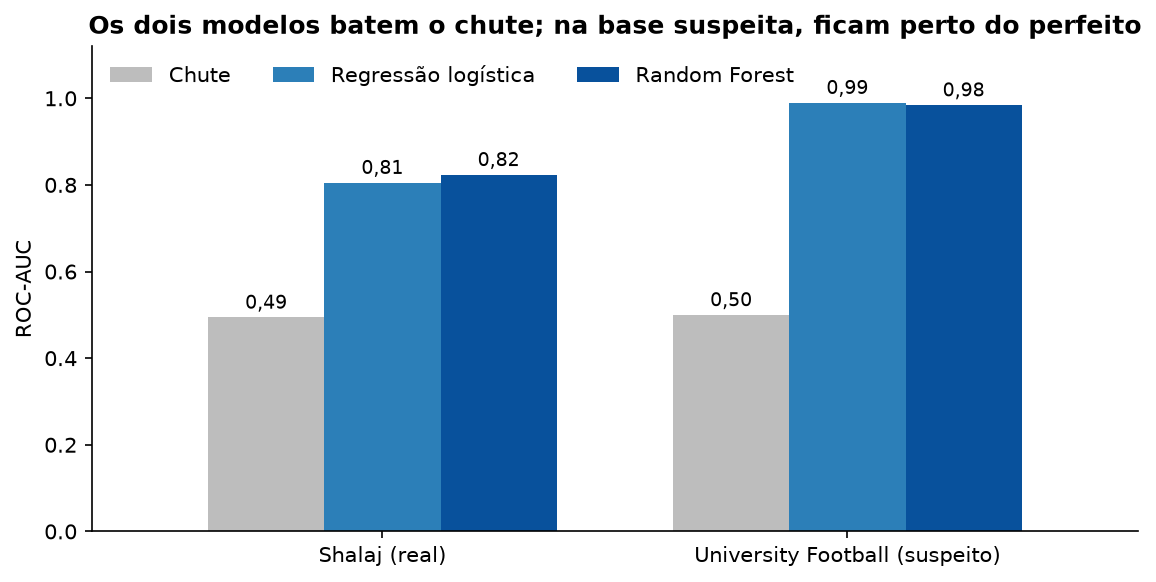 Os dois modelos batem o chute; na base suspeita, ficam perto do perfeito
Chute
Regressão logística
Random Forest
ROC-AUC
1.0
0.8
0.6
0.4
0.2
0.0
0,49
0,81
0,82
0,50
0,99
0,98
Shalaj (real)
University Football (suspeito)